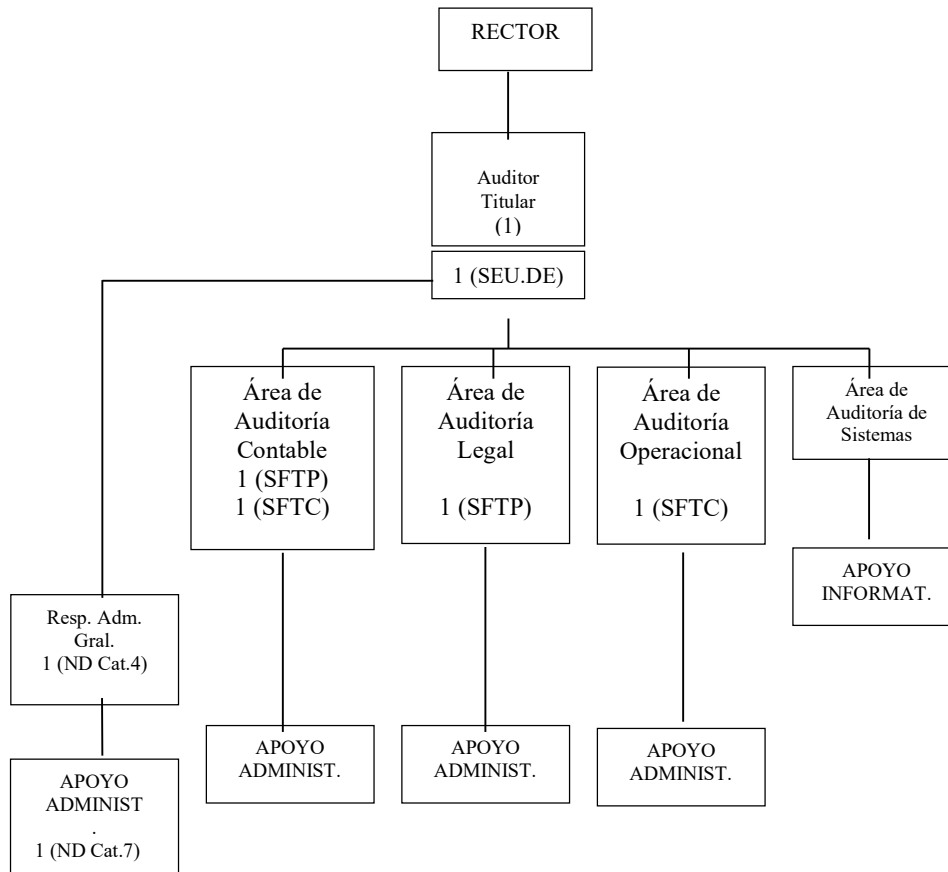 RECTOR
Auditor
Titular
(1)
1 (SEU.DE)
Área de
Auditoría
Contable
1 (SFTP)
1 (SFTC)
Área de
Auditoría
Legal
1 (SFTP)
Área de
Auditoría
Operacional
1 (SFTC)
Área de
Auditoría de
Sistemas
APOYO
INFORMAT.
Resp. Adm.
Gral.
1 (ND Cat.4)
APOYO
ADMINIST.
APOYO
ADMINIST.
APOYO
ADMINIST.
APOYO
ADMINIST
.
1 (ND Cat.7)